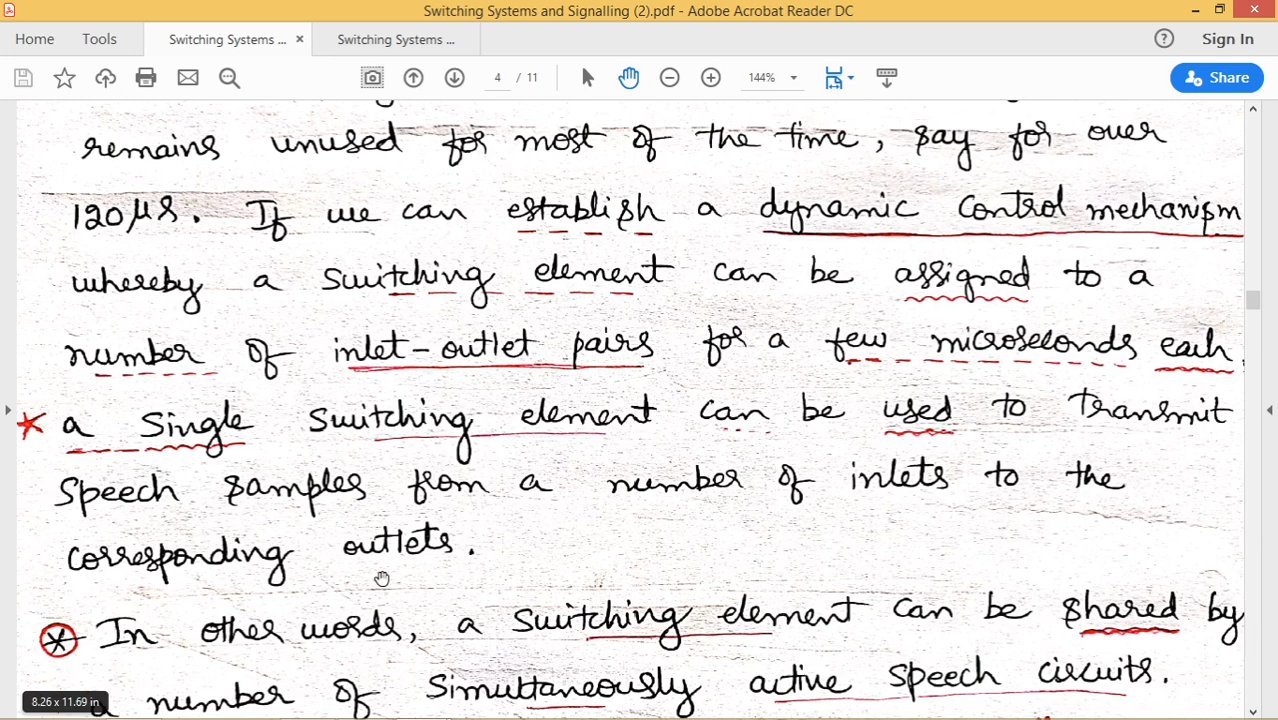 Switching Systems and Signalling (2).pdf - Adobe Acrobat Reader DC
Home Tools Switching Systems ... × Switching Systems ... ? Sign In
4 / 11 144% Share
remains unused for most of the time, say for over
120μs. If we can establish a dynamic control mechanism
whereby a switching element can be assigned to a
number of inlet-outlet pairs for a few microseconds each,
a single switching element can be used to transmit
speech samples from a number of inlets to the
corresponding outlets.
In other words, a switching element can be shared by
a number of simultaneously active speech circuits.
8.26 x 11.69 in